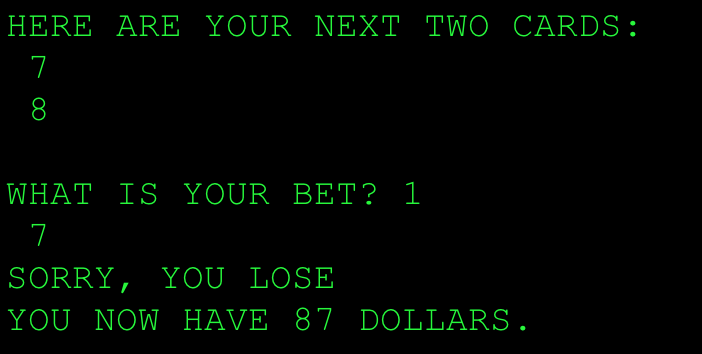 HERE ARE YOUR NEXT TWO CARDS:
7
8
WHAT IS YOUR BET? 1
7
SORRY, YOU LOSE
YOU NOW HAVE 87 DOLLARS.